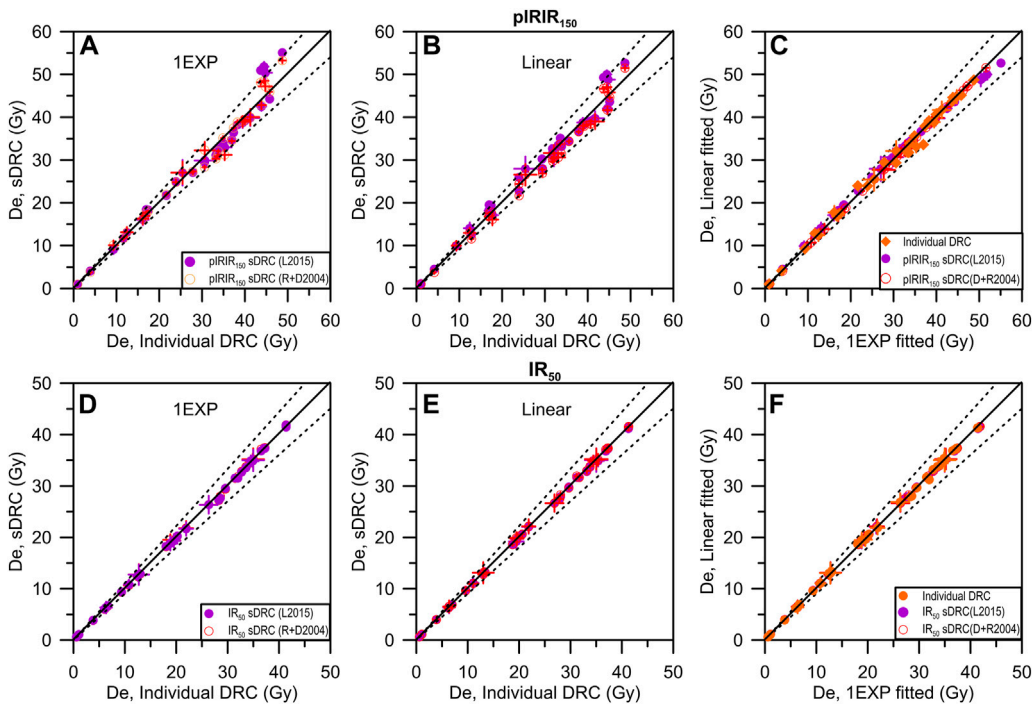 pIRIR150
A
1EXP
60
50
40
30
20
10
0
De, sDRC (Gy)
pIRIR150 sDRC (L2015)
pIRIR150 sDRC (R+D2004)
0 10 20 30 40 50 60
De, Individual DRC (Gy)
B
Linear
60
50
40
30
20
10
0
De, sDRC (Gy)
0 10 20 30 40 50 60
De, Individual DRC (Gy)
C
60
50
40
30
20
10
0
De, Linear fitted (Gy)
Individual DRC
pIRIR150 sDRC(L2015)
pIRIR150 sDRC(D+R2004)
0 10 20 30 40 50 60
De, 1EXP fitted (Gy)
IR50
D
1EXP
50
40
30
20
10
0
De, sDRC (Gy)
IR50 sDRC (L2015)
IR50 sDRC (R+D2004)
0 10 20 30 40 50
De, Individual DRC (Gy)
E
Linear
50
40
30
20
10
0
De, sDRC (Gy)
0 10 20 30 40 50
De, Individual DRC (Gy)
F
50
40
30
20
10
0
De, Linear fitted (Gy)
Individual DRC
IR50 sDRC(L2015)
IR50 sDRC(D+R2004)
0 10 20 30 40 50
De, 1EXP fitted (Gy)